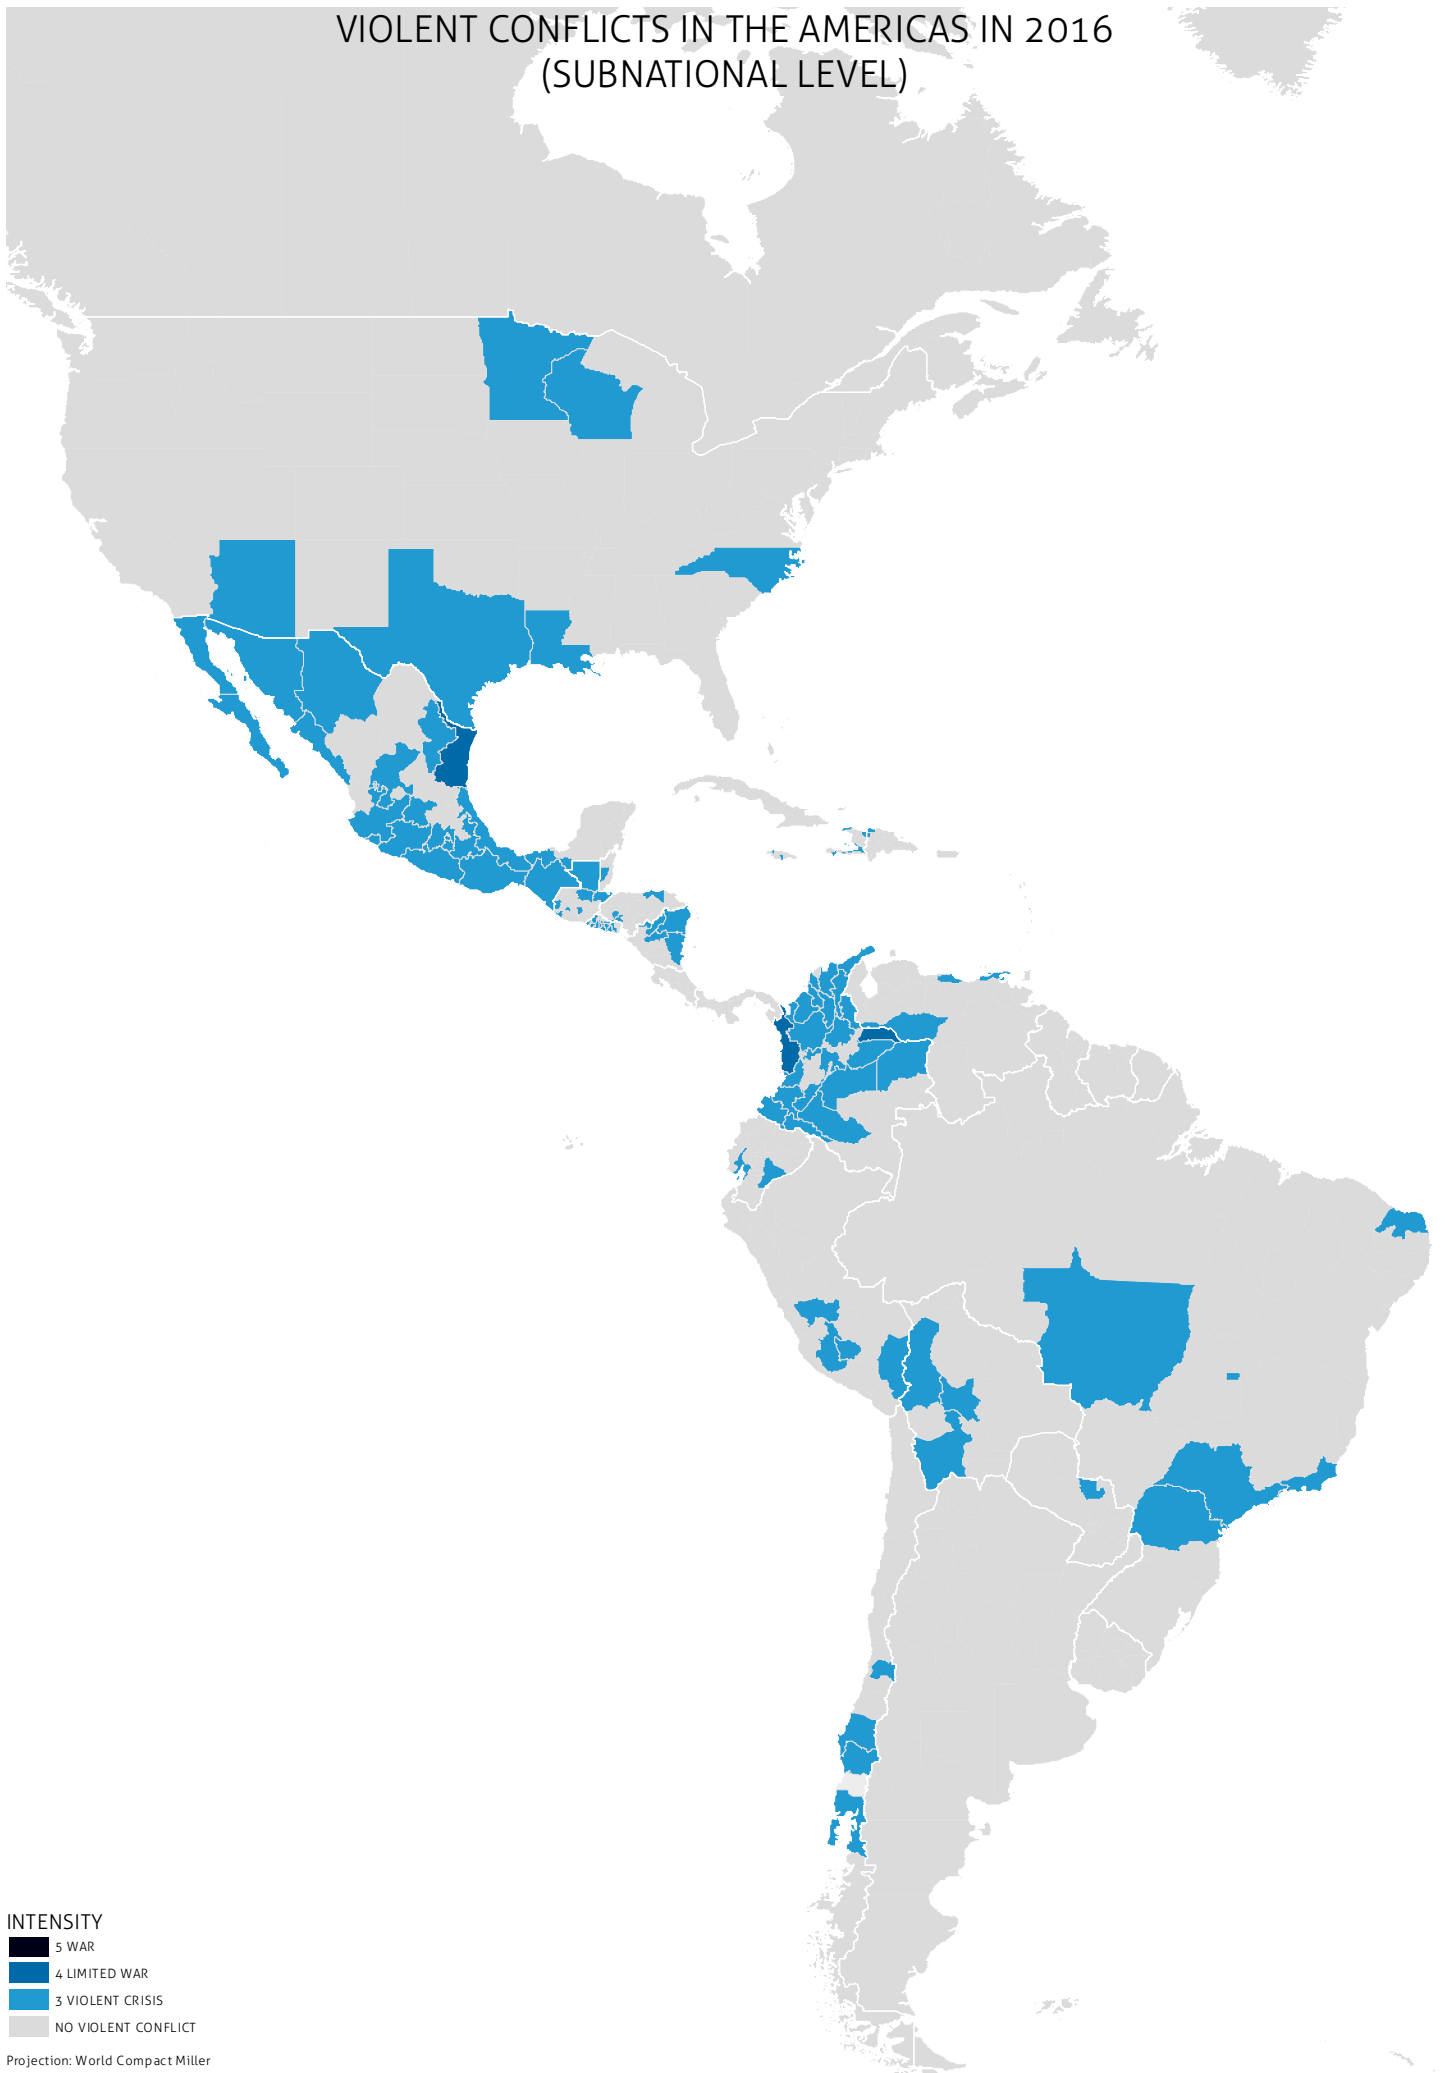 VIOLENT CONFLICTS IN THE AMERICAS IN 2016
(SUBNATIONAL LEVEL)
INTENSITY
5 WAR
4 LIMITED WAR
3 VIOLENT CRISIS
NO VIOLENT CONFLICT
Projection: World Compact Miller